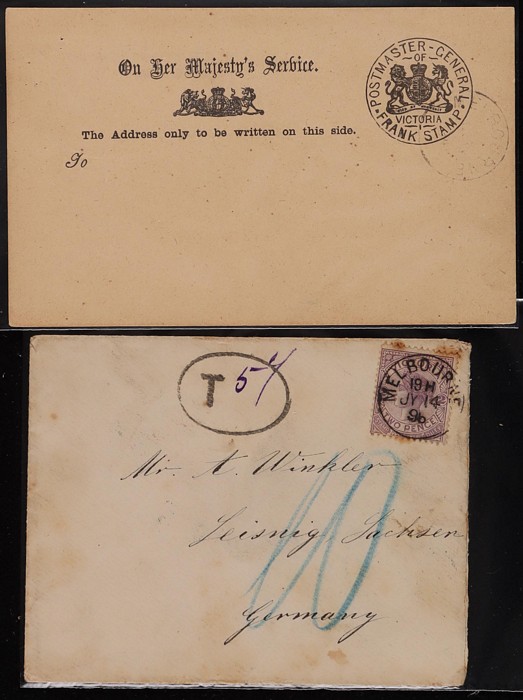 On Her Majesty's Service.
The Address only to be written on this side.
To
POSTMASTER-GENERAL
OF
VICTORIA
FRANK STAMP
T 5
MELBOURNE
19 H
JY 14
96
TWO PENCE
Mr. A. Winkler
Leisnig Sachsen
Germany
10